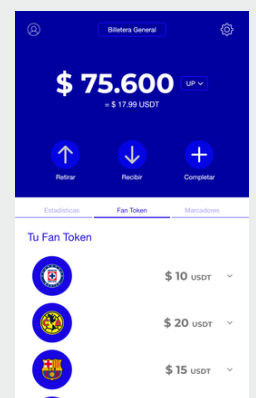 Billetera General
$ 75.600 UP
= $ 17.99 USDT
Retirar Recibir Completar
Estadísticas Fan Token Marcadores
Tu Fan Token
$ 10 USDT
$ 20 USDT
$ 15 USDT